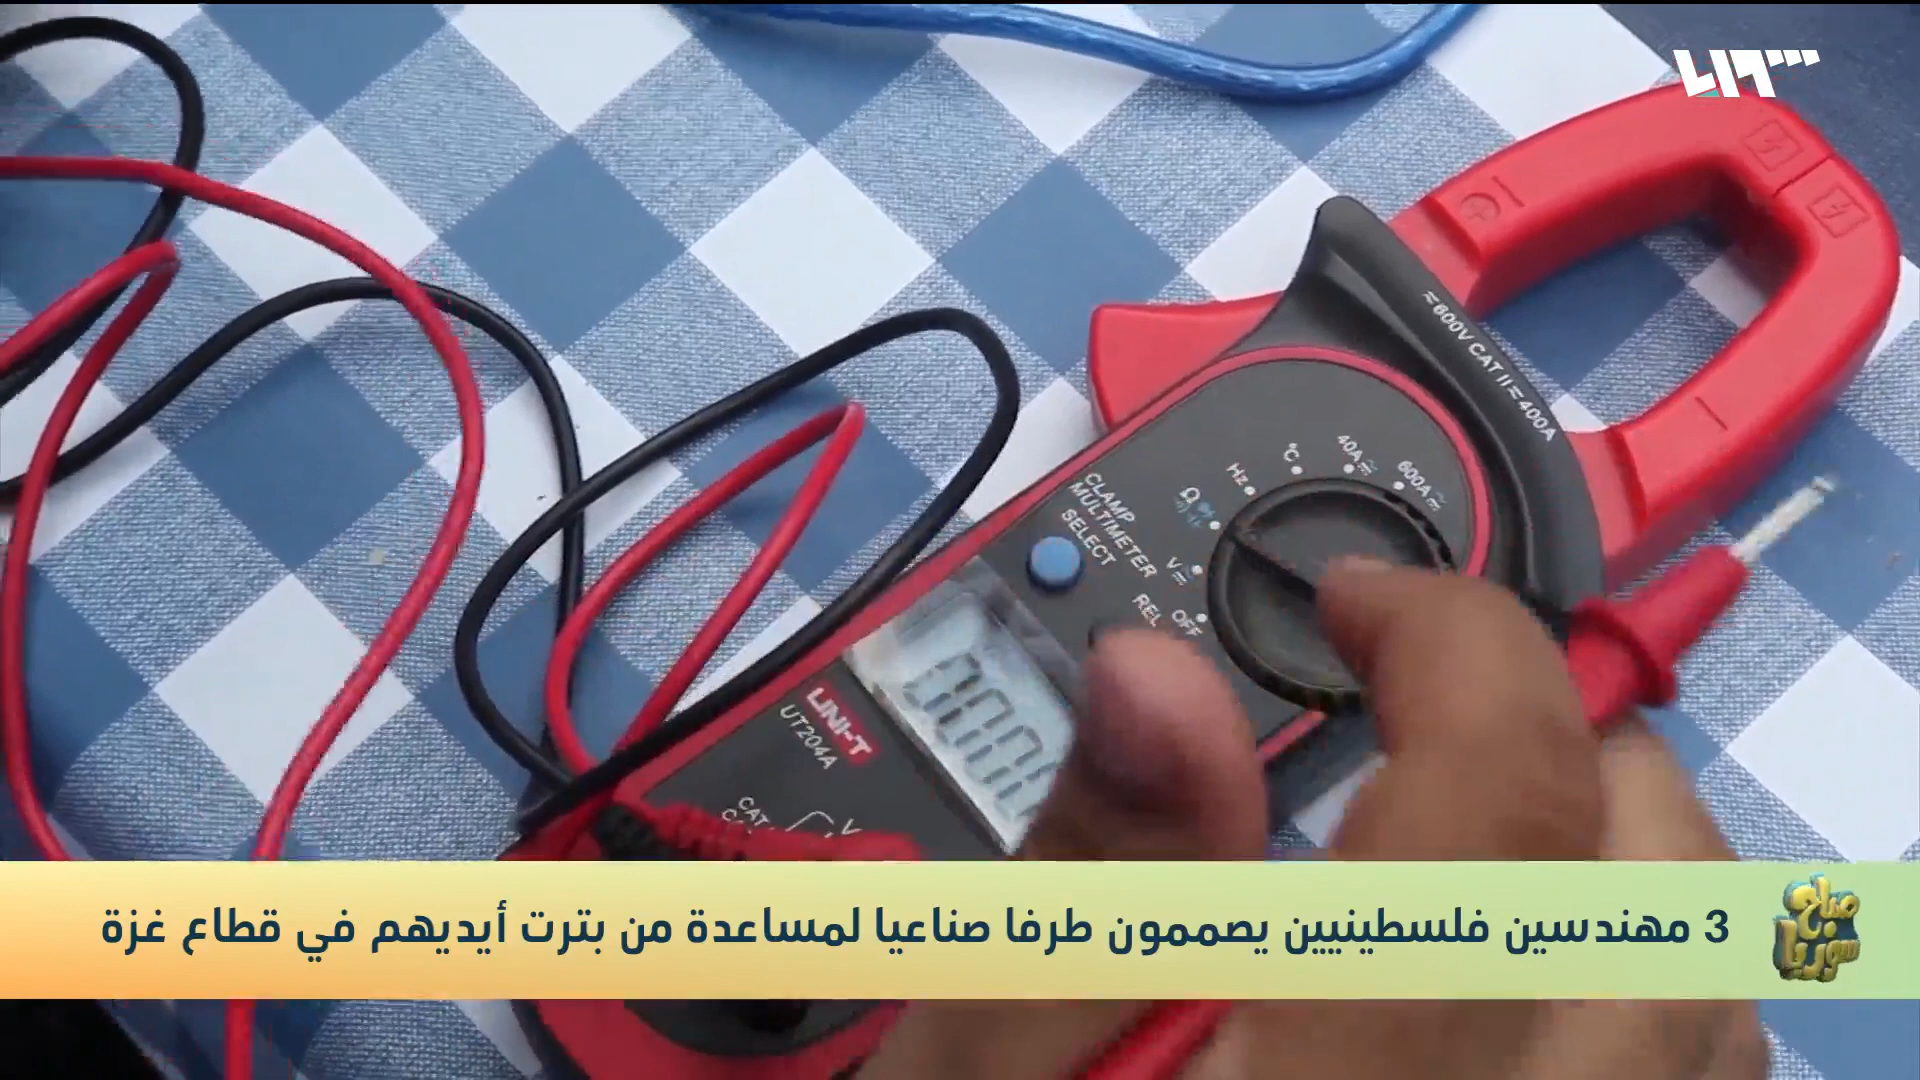 ≂600V CAT II ≂400A
600A≂
40A≂
°C
Hz
Ω
V≂
OFF
REL
CLAMP
MULTIMETER
SELECT
UNI-T
UT204A
CAT
V
3 مهندسين فلسطينيين يصممون طرفا صناعيا لمساعدة من بترت أيديهم في قطاع غزة
صباح
سوريا